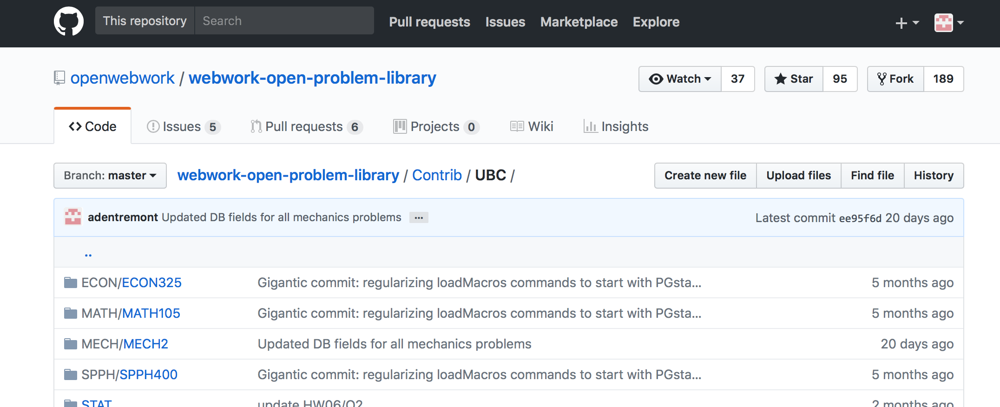 This repository Search Pull requests Issues Marketplace Explore
openwebwork / webwork-open-problem-library Watch 37 Star 95 Fork 189
Code Issues 5 Pull requests 6 Projects 0 Wiki Insights
Branch: master webwork-open-problem-library / Contrib / UBC / Create new file Upload files Find file History
adentremont Updated DB fields for all mechanics problems ... Latest commit ee95f6d 20 days ago
..
ECON/ECON325 Gigantic commit: regularizing loadMacros commands to start with PGsta... 5 months ago
MATH/MATH105 Gigantic commit: regularizing loadMacros commands to start with PGsta... 5 months ago
MECH/MECH2 Updated DB fields for all mechanics problems 20 days ago
SPPH/SPPH400 Gigantic commit: regularizing loadMacros commands to start with PGsta... 5 months ago
STAT update 2 months ago